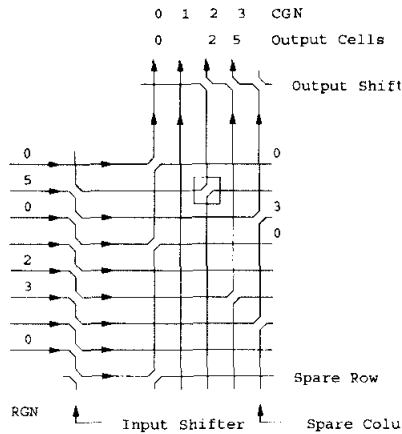 0 1 2 3 CGN
0 2 5 Output Cells
Output Shift
0 0
5
0 3
0
2
3
0
Spare Row
RGN Input Shifter Spare Colu